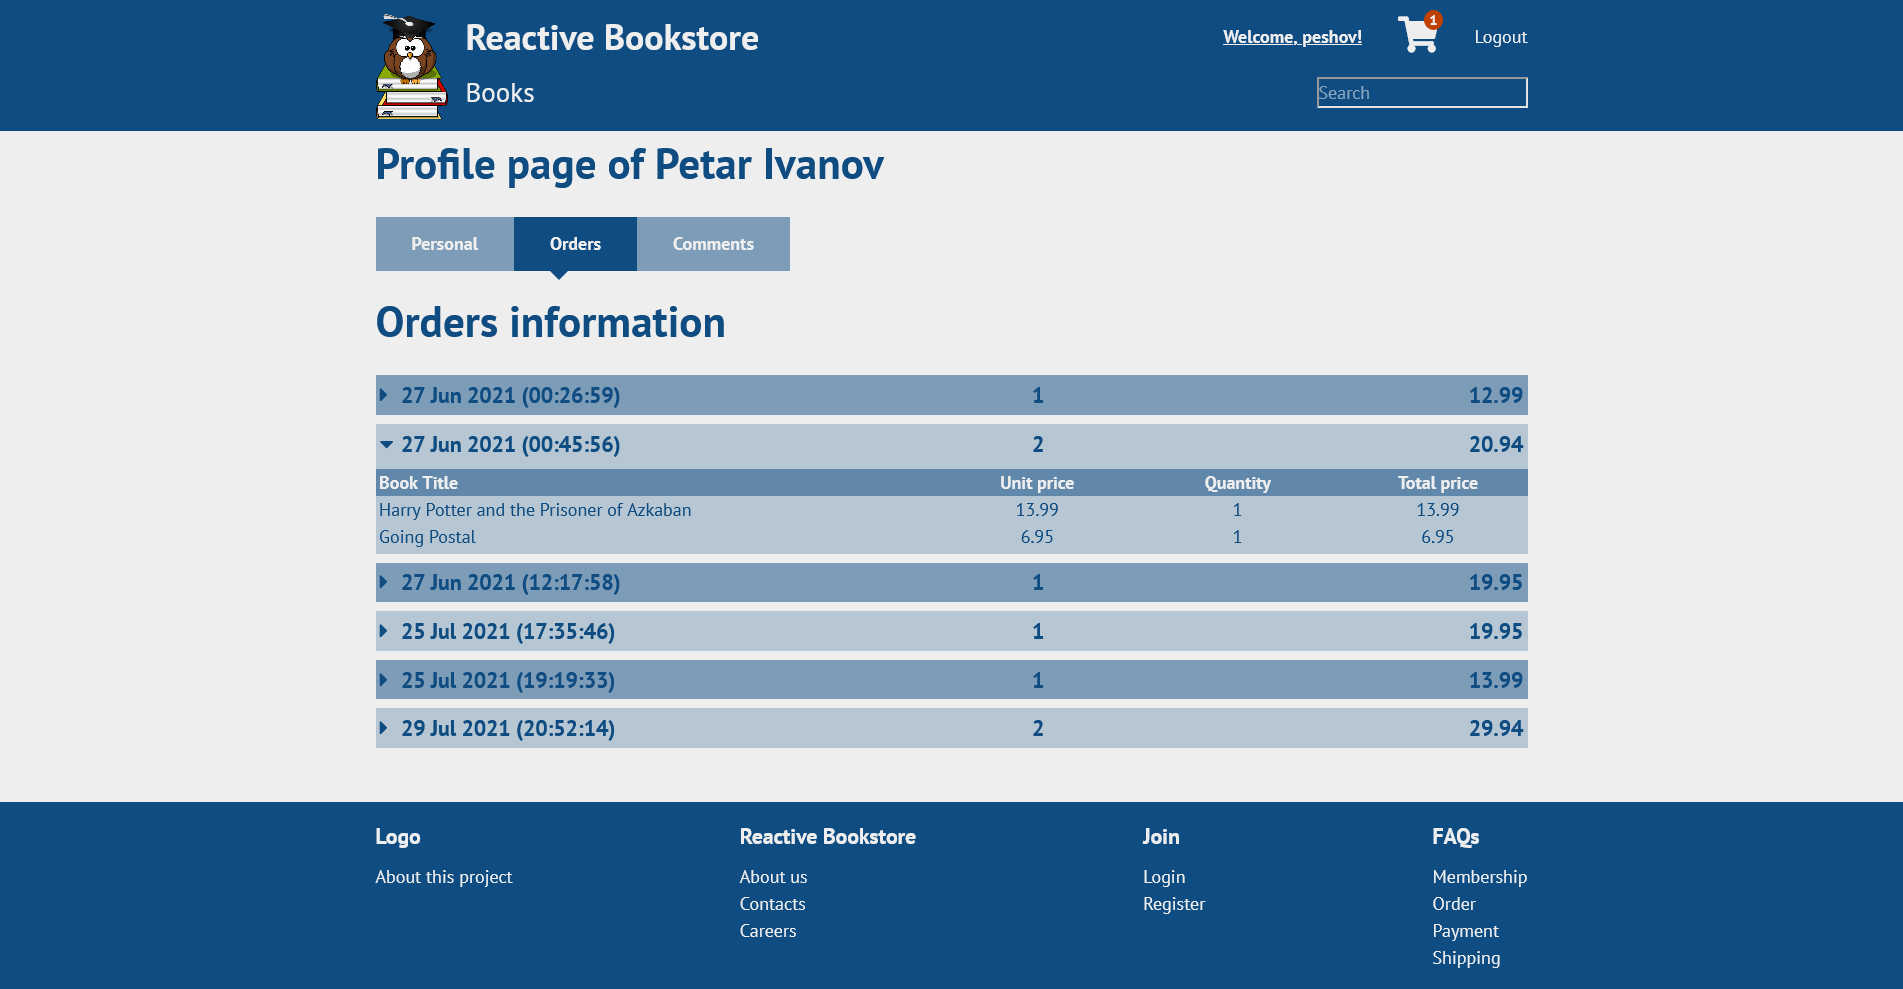 Reactive Bookstore
Welcome, peshov!
1
Logout
Books
Search
Profile page of Petar Ivanov
Personal Orders Comments
Orders information
27 Jun 2021 (00:26:59) 1 12.99
27 Jun 2021 (00:45:56) 2 20.94
Book Title Unit price Quantity Total price
Harry Potter and the Prisoner of Azkaban 13.99 1 13.99
Going Postal 6.95 1 6.95
27 Jun 2021 (12:17:58) 1 19.95
25 Jul 2021 (17:35:46) 1 19.95
25 Jul 2021 (19:19:33) 1 13.99
29 Jul 2021 (20:52:14) 2 29.94
Logo
About this project
Reactive Bookstore
About us
Contacts
Careers
Join
Login
Register
FAQs
Membership
Order
Payment
Shipping